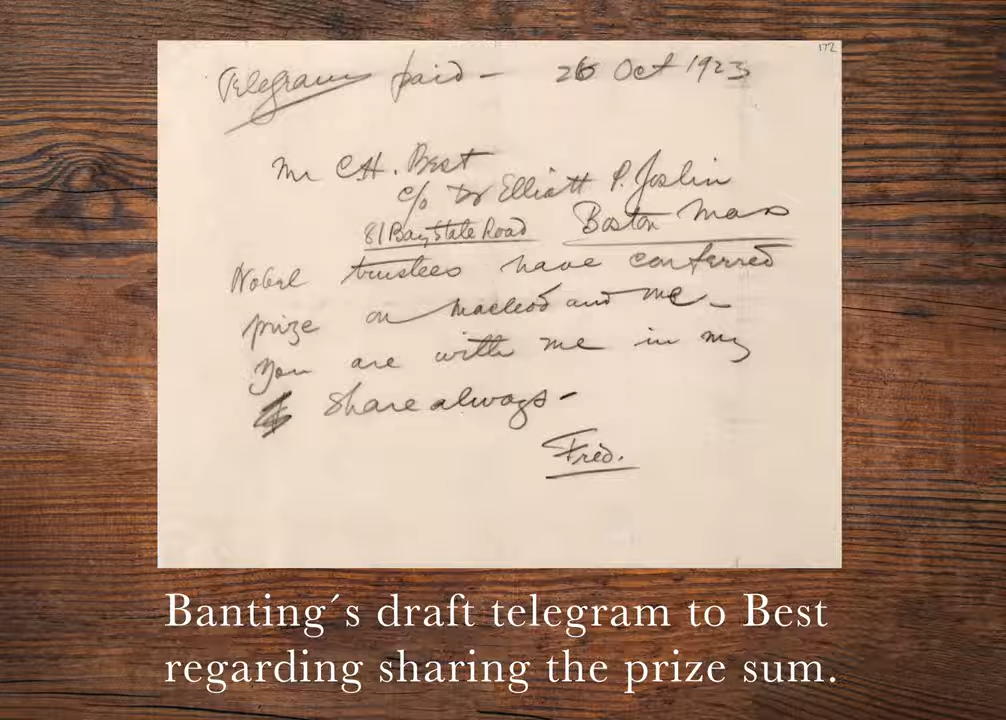 172
Telegram paid – 26 Oct 1923
Mr C.H. Best
c/o Dr Elliott P. Joslin
81 Bay State Road Boston Mass
Nobel trustees have conferred
prize on Macleod and me –
You are with me in my
share always –
Fred.
Banting´s draft telegram to Best
regarding sharing the prize sum.